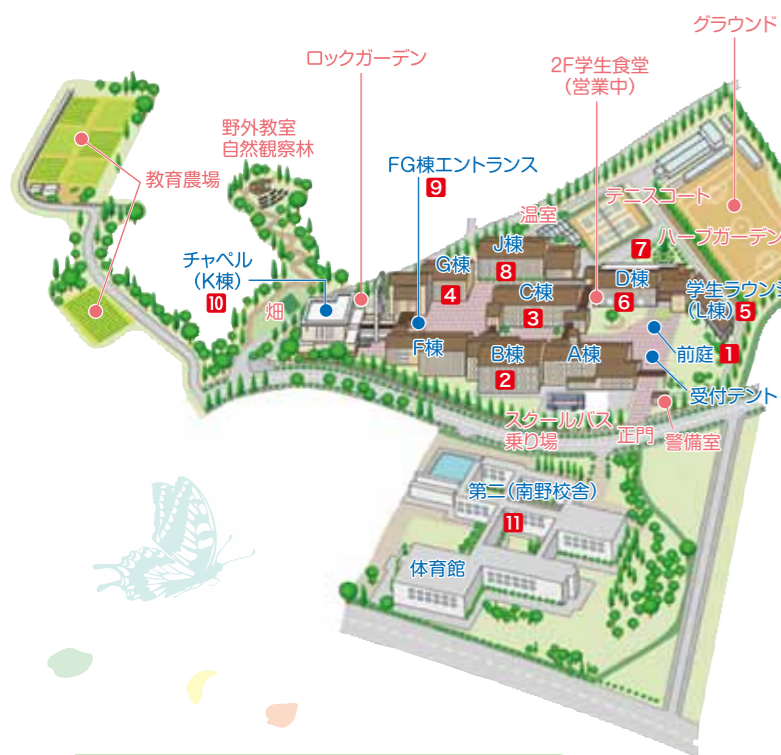 グラウンド
ロックガーデン
2F学生食堂
(営業中)
野外教室
自然観察林
FG棟エントランス
9
教育農場
テニスコート
温室
ハーブガーデン
7
J棟
8
G棟
4
チャペル
(K棟)
10
C棟
3
D棟
6
学生ラウンジ
(L棟)
5
畑
F棟
B棟
2
A棟
前庭
1
受付テント
スクールバス
乗り場
正門
警備室
第二(南野校舎)
11
体育館